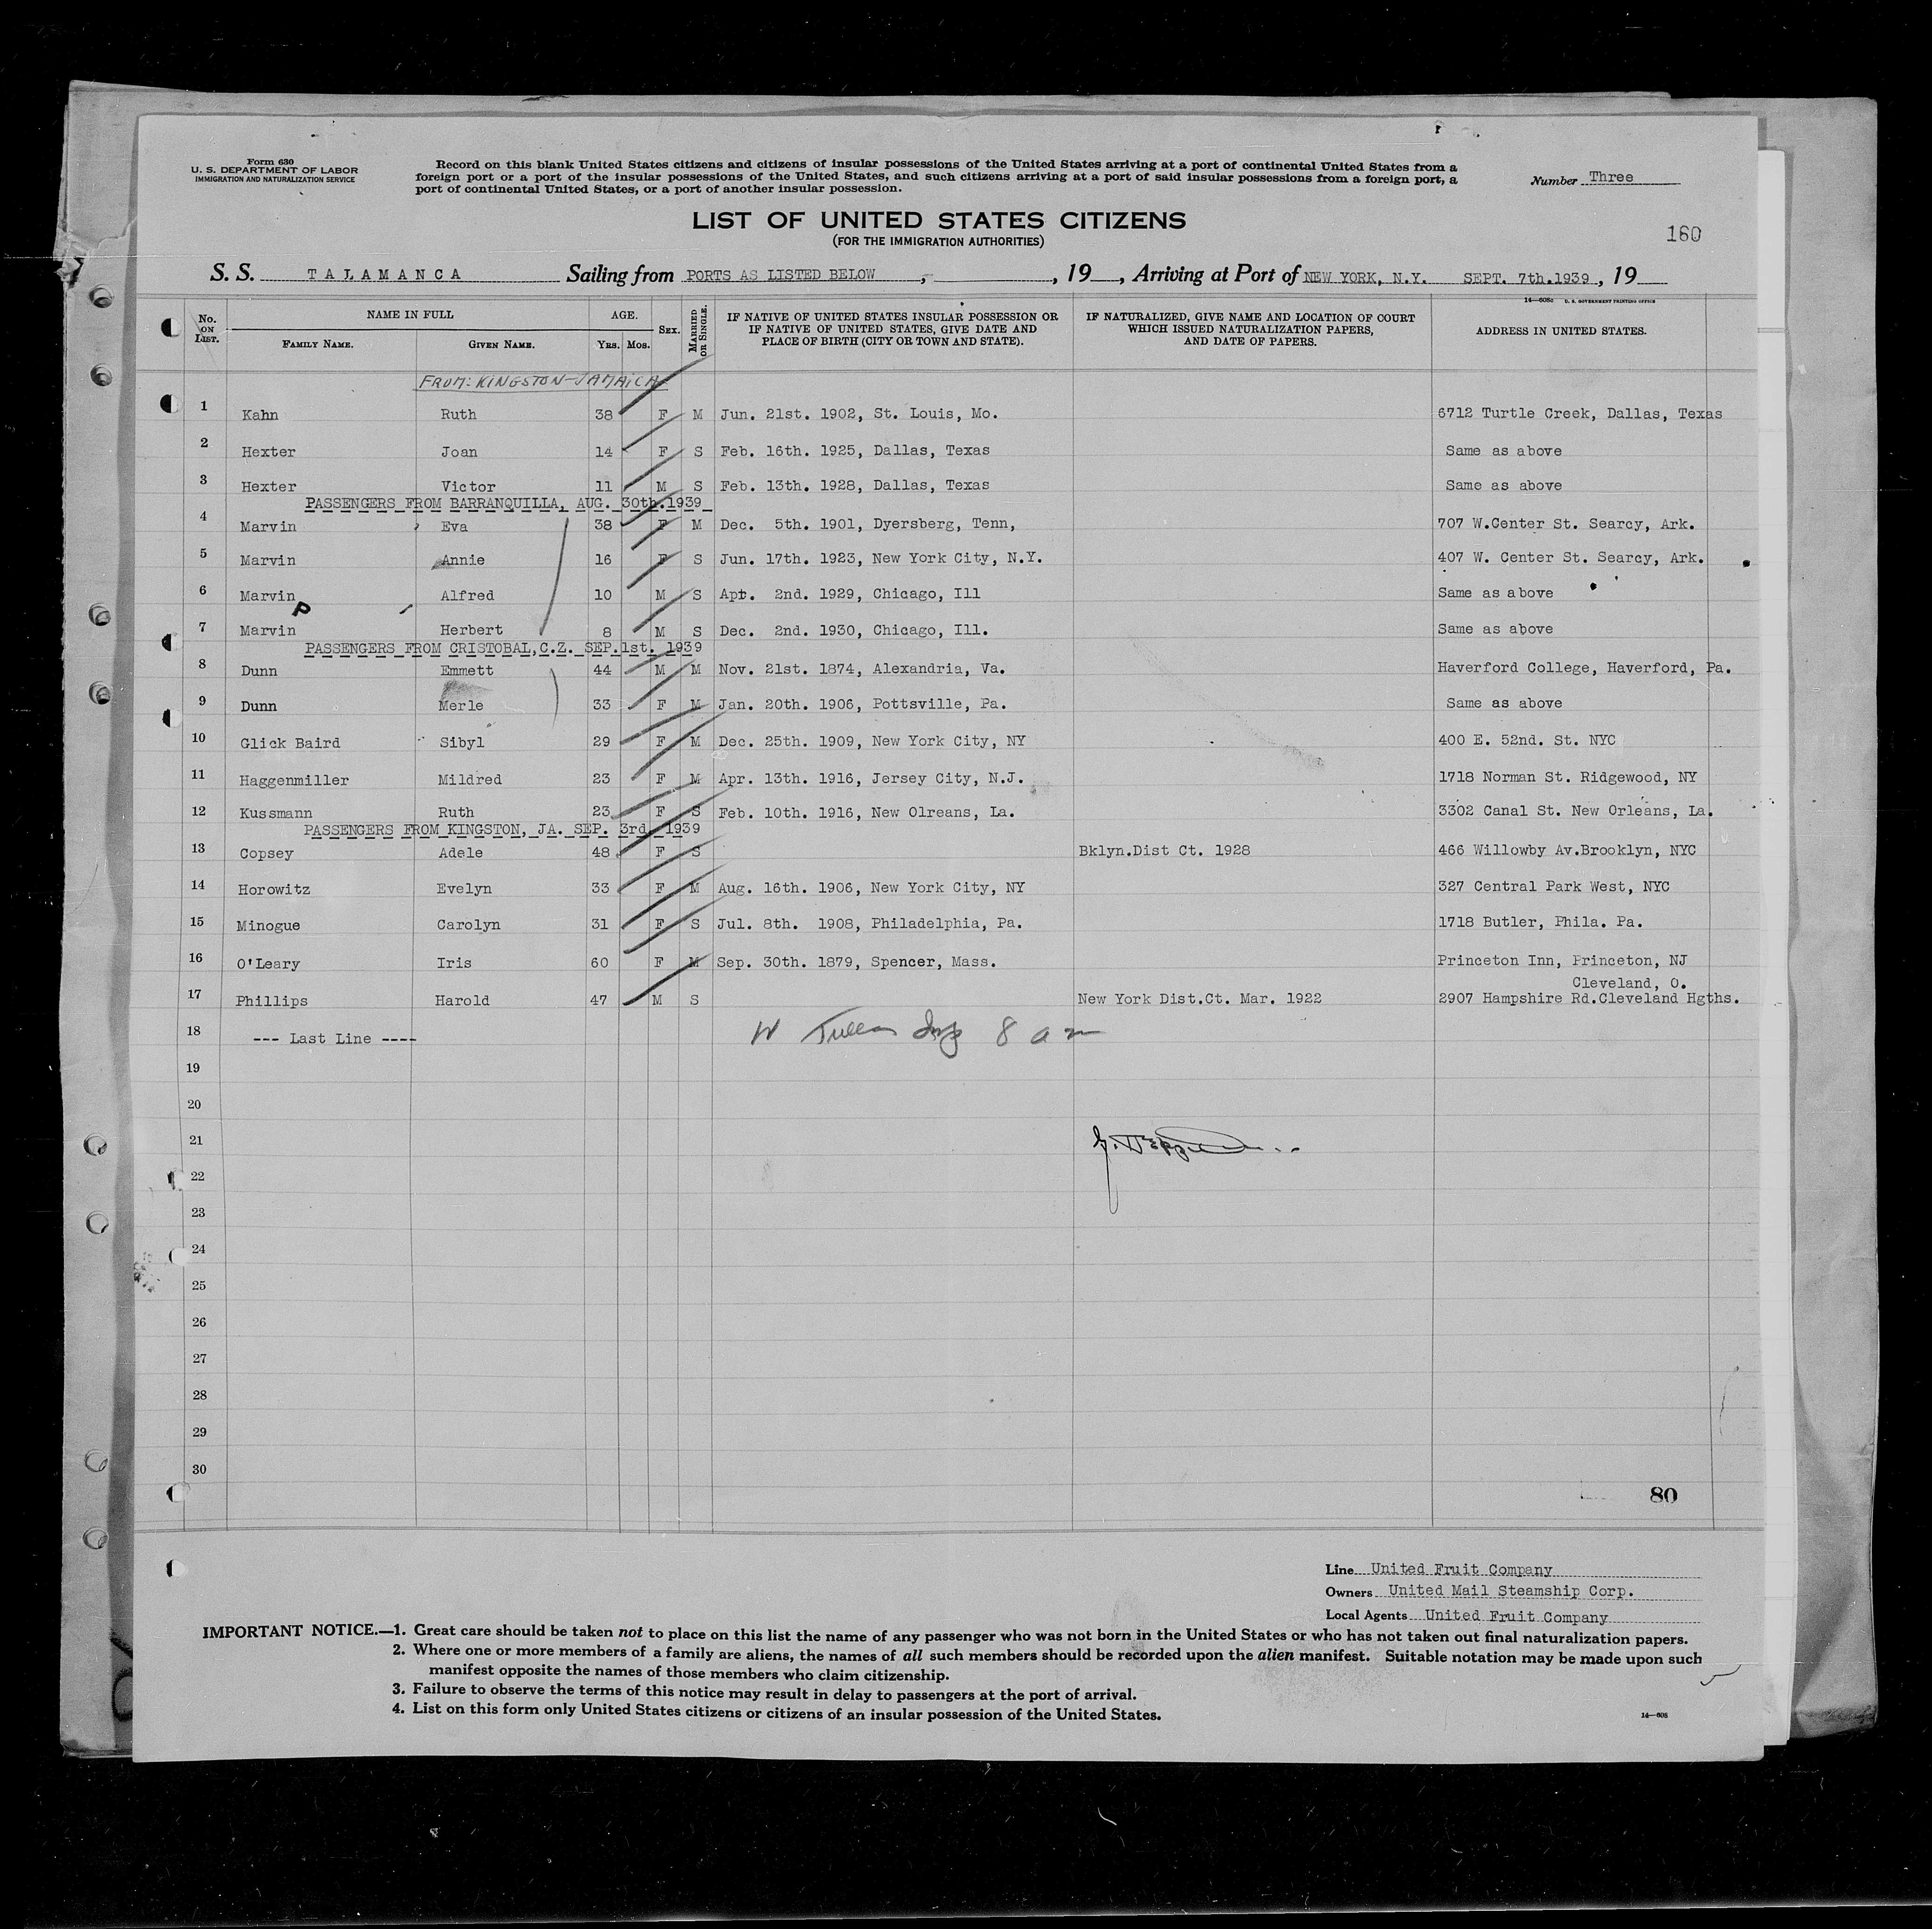 Form 630
U. S. DEPARTMENT OF LABOR
IMMIGRATION AND NATURALIZATION SERVICE
Record on this blank United States citizens and citizens of insular possessions of the United States arriving at a port of continental United States from a
foreign port or a port of the insular possessions of the United States, and such citizens arriving at a port of said insular possessions from a foreign port, a
port of continental United States, or a port of another insular possession.
Number Three
LIST OF UNITED STATES CITIZENS
(FOR THE IMMIGRATION AUTHORITIES)
160
S. S. TALAMANCA Sailing from PORTS AS LISTED BELOW , , 19 , Arriving at Port of NEW YORK, N.Y. SEPT. 7th.1939 , 19
14—608c U. S. GOVERNMENT PRINTING OFFICE
No. ON LIST. NAME IN FULL FAMILY NAME. GIVEN NAME. AGE. YRS. MOS. SEX. MARRIED OR SINGLE. IF NATIVE OF UNITED STATES INSULAR POSSESSION OR IF NATIVE OF UNITED STATES, GIVE DATE AND PLACE OF BIRTH (CITY OR TOWN AND STATE). IF NATURALIZED, GIVE NAME AND LOCATION OF COURT WHICH ISSUED NATURALIZATION PAPERS, AND DATE OF PAPERS. ADDRESS IN UNITED STATES.
FROM: KINGSTON-JAMAICA
1 Kahn Ruth 38 F M Jun. 21st. 1902, St. Louis, Mo. 6712 Turtle Creek, Dallas, Texas
2 Hexter Joan 14 F S Feb. 16th. 1925, Dallas, Texas Same as above
3 Hexter Victor 11 M S Feb. 13th. 1928, Dallas, Texas Same as above
PASSENGERS FROM BARRANQUILLA, AUG. 30th.1939
4 Marvin Eva 38 F M Dec. 5th. 1901, Dyersberg, Tenn, 707 W.Center St. Searcy, Ark.
5 Marvin Annie 16 F S Jun. 17th. 1923, New York City, N.Y. 407 W. Center St. Searcy, Ark.
6 Marvin Alfred 10 M S Apt. 2nd. 1929, Chicago, Ill Same as above
P
7 Marvin Herbert 8 M S Dec. 2nd. 1930, Chicago, Ill. Same as above
PASSENGERS FROM CRISTOBAL,C.Z. SEP.1st. 1939
8 Dunn Emmett 44 M M Nov. 21st. 1874, Alexandria, Va. Haverford College, Haverford, Pa.
9 Dunn Merle 33 F M Jan. 20th. 1906, Pottsville, Pa. Same as above
10 Glick Baird Sibyl 29 F M Dec. 25th. 1909, New York City, NY 400 E. 52nd. St. NYC
11 Haggenmiller Mildred 23 F M Apr. 13th. 1916, Jersey City, N.J. 1718 Norman St. Ridgewood, NY
12 Kussmann Ruth 23 F S Feb. 10th. 1916, New Olreans, La. 3302 Canal St. New Orleans, La.
PASSENGERS FROM KINGSTON, JA. SEP. 3rd 1939
13 Copsey Adele 48 F S Bklyn.Dist Ct. 1928 466 Willowby Av.Brooklyn, NYC
14 Horowitz Evelyn 33 F M Aug. 16th. 1906, New York City, NY 327 Central Park West, NYC
15 Minogue Carolyn 31 F S Jul. 8th. 1908, Philadelphia, Pa. 1718 Butler, Phila. Pa.
16 O'Leary Iris 60 F M Sep. 30th. 1879, Spencer, Mass. Princeton Inn, Princeton, NJ
Cleveland, O.
17 Phillips Harold 47 M S New York Dist.Ct. Mar. 1922 2907 Hampshire Rd.Cleveland Hgths.
18 --- Last Line ----
8 am
19
20
21
22
23
24
25
26
27
28
29
30
80
Line United Fruit Company
Owners United Mail Steamship Corp.
Local Agents United Fruit Company
IMPORTANT NOTICE.—1. Great care should be taken not to place on this list the name of any passenger who was not born in the United States or who has not taken out final naturalization papers.
2. Where one or more members of a family are aliens, the names of all such members should be recorded upon the alien manifest. Suitable notation may be made upon such
manifest opposite the names of those members who claim citizenship.
3. Failure to observe the terms of this notice may result in delay to passengers at the port of arrival.
4. List on this form only United States citizens or citizens of an insular possession of the United States.
14—608